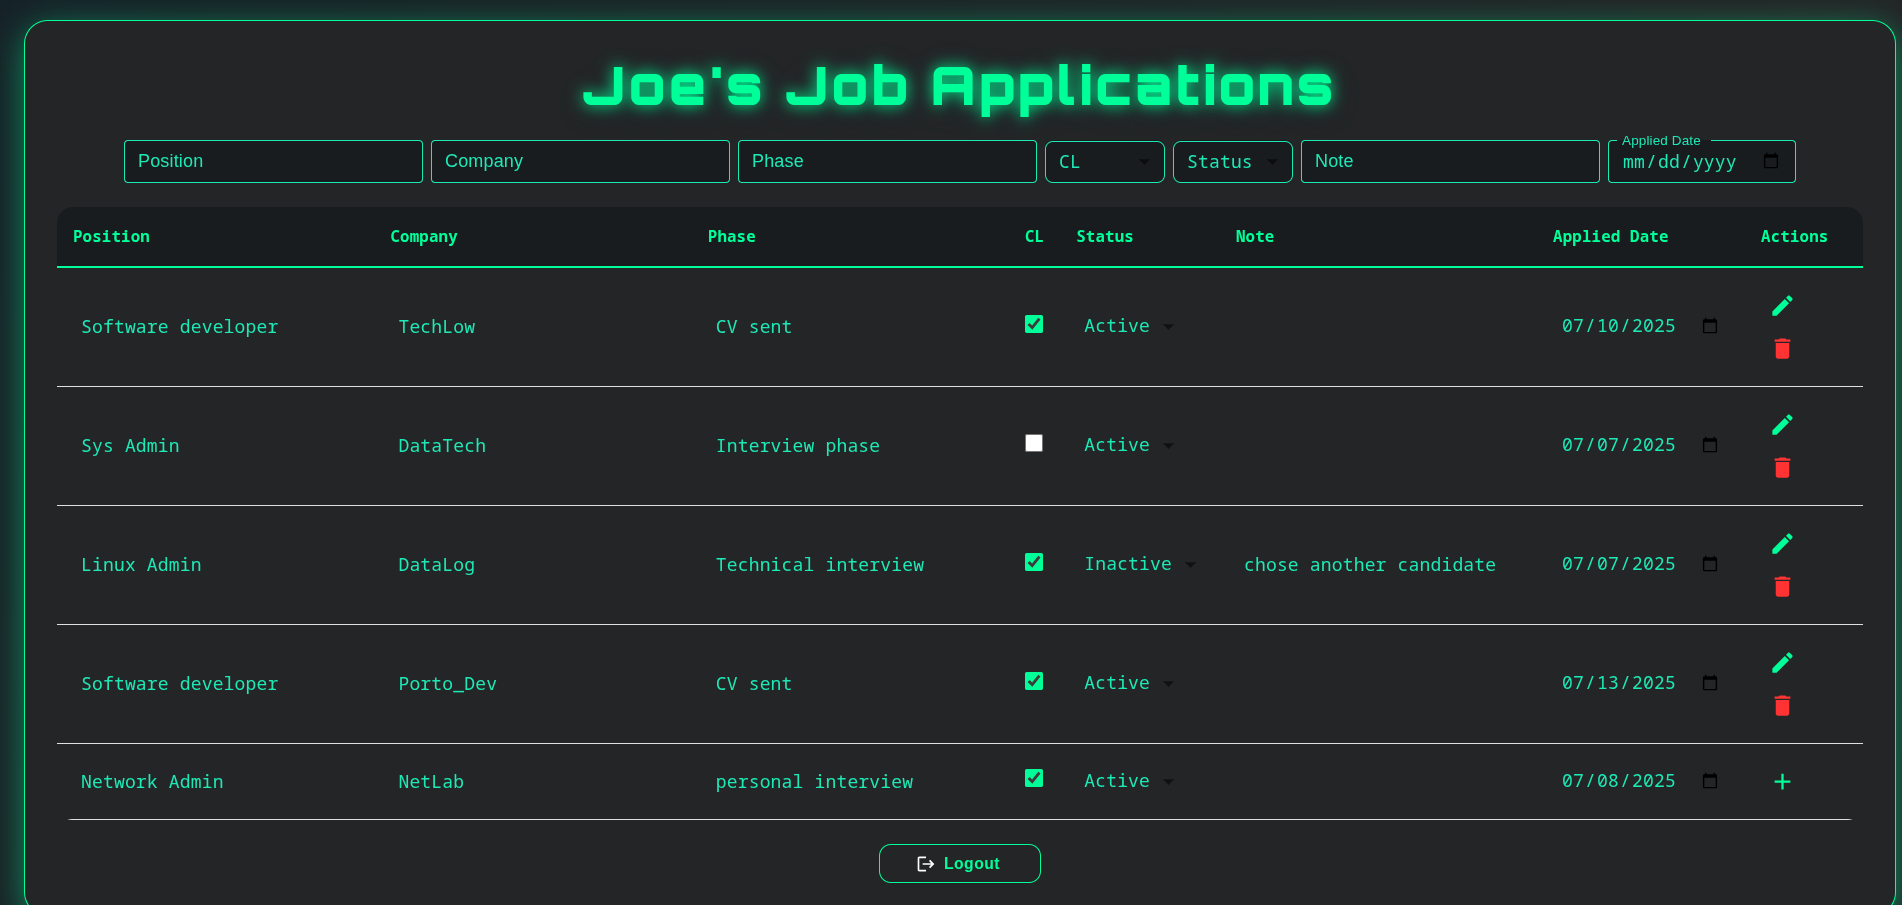 Joe's Job Applications
Applied Date
Position Company Phase CL Status Note mm/dd/yyyy
Position Company Phase CL Status Note Applied Date Actions
Software developer TechLow CV sent Active 07/10/2025
Sys Admin DataTech Interview phase Active 07/07/2025
Linux Admin DataLog Technical interview Inactive chose another candidate 07/07/2025
Software developer Porto_Dev CV sent Active 07/13/2025
Network Admin NetLab personal interview Active 07/08/2025
Logout